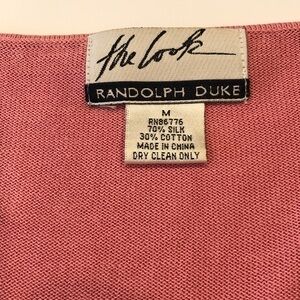 the Look
RANDOLPH DUKE
M
RN86776
70% SILK
30% COTTON
MADE IN CHINA
DRY CLEAN ONLY